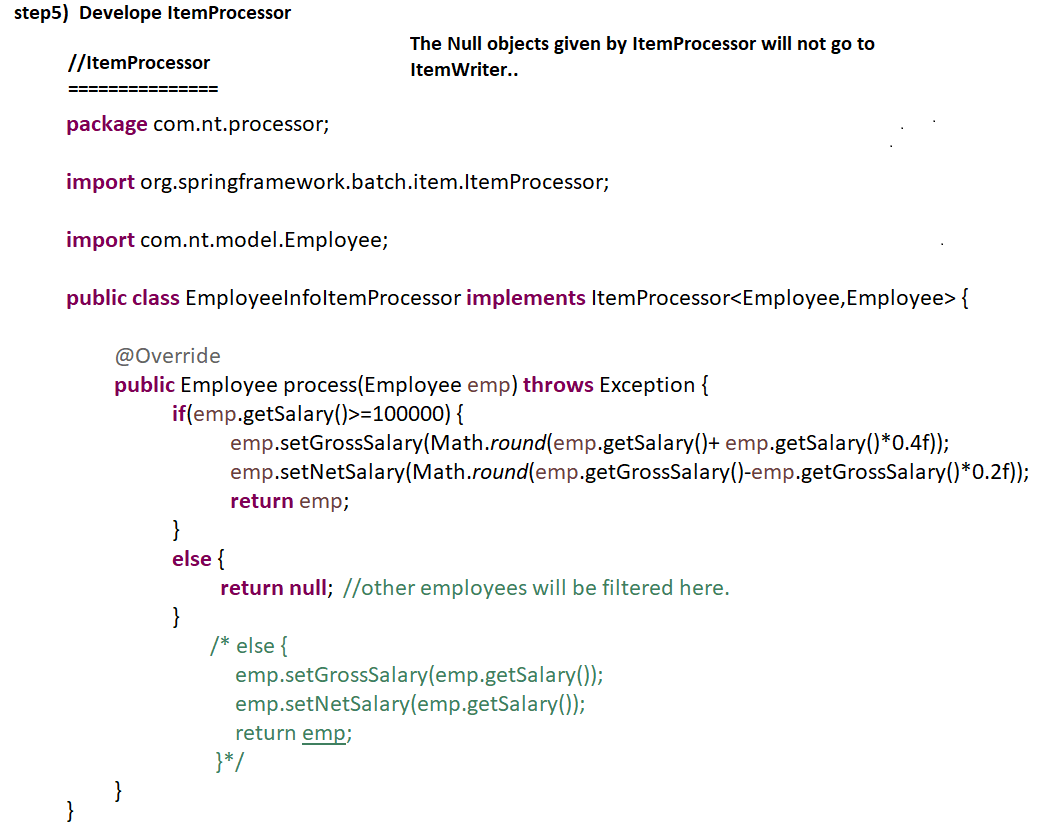 step5)  Develope ItemProcessor
The Null objects given by ItemProcessor will not go to
ItemWriter..
//ItemProcessor
===============
package com.nt.processor;
import org.springframework.batch.item.ItemProcessor;
import com.nt.model.Employee;
public class EmployeeInfoItemProcessor implements ItemProcessor<Employee,Employee> {
@Override
public Employee process(Employee emp) throws Exception {
if(emp.getSalary()>=100000) {
emp.setGrossSalary(Math.round(emp.getSalary()+ emp.getSalary()*0.4f));
emp.setNetSalary(Math.round(emp.getGrossSalary()-emp.getGrossSalary()*0.2f));
return emp;
}
else {
return null;  //other employees will be filtered here.
}
/* else {
emp.setGrossSalary(emp.getSalary());
emp.setNetSalary(emp.getSalary());
return emp;
}*/
}
}